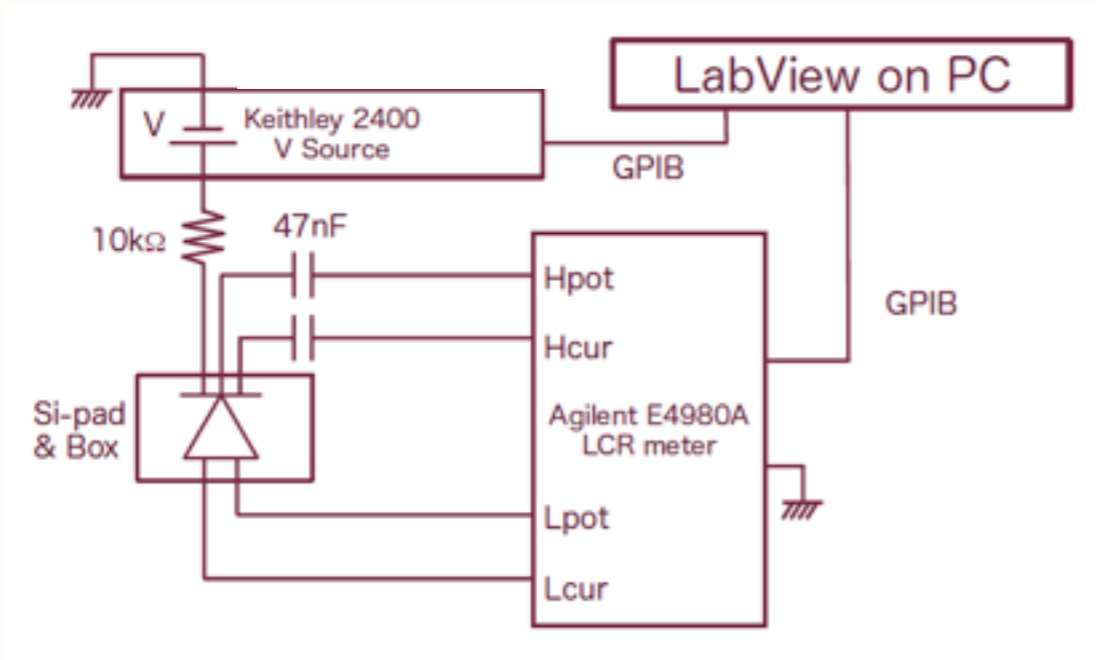 LabView on PC
V
Keithley 2400
V Source
GPIB
10kΩ
47nF
Hpot
GPIB
Hcur
Si-pad
& Box
Agilent E4980A
LCR meter
Lpot
Lcur